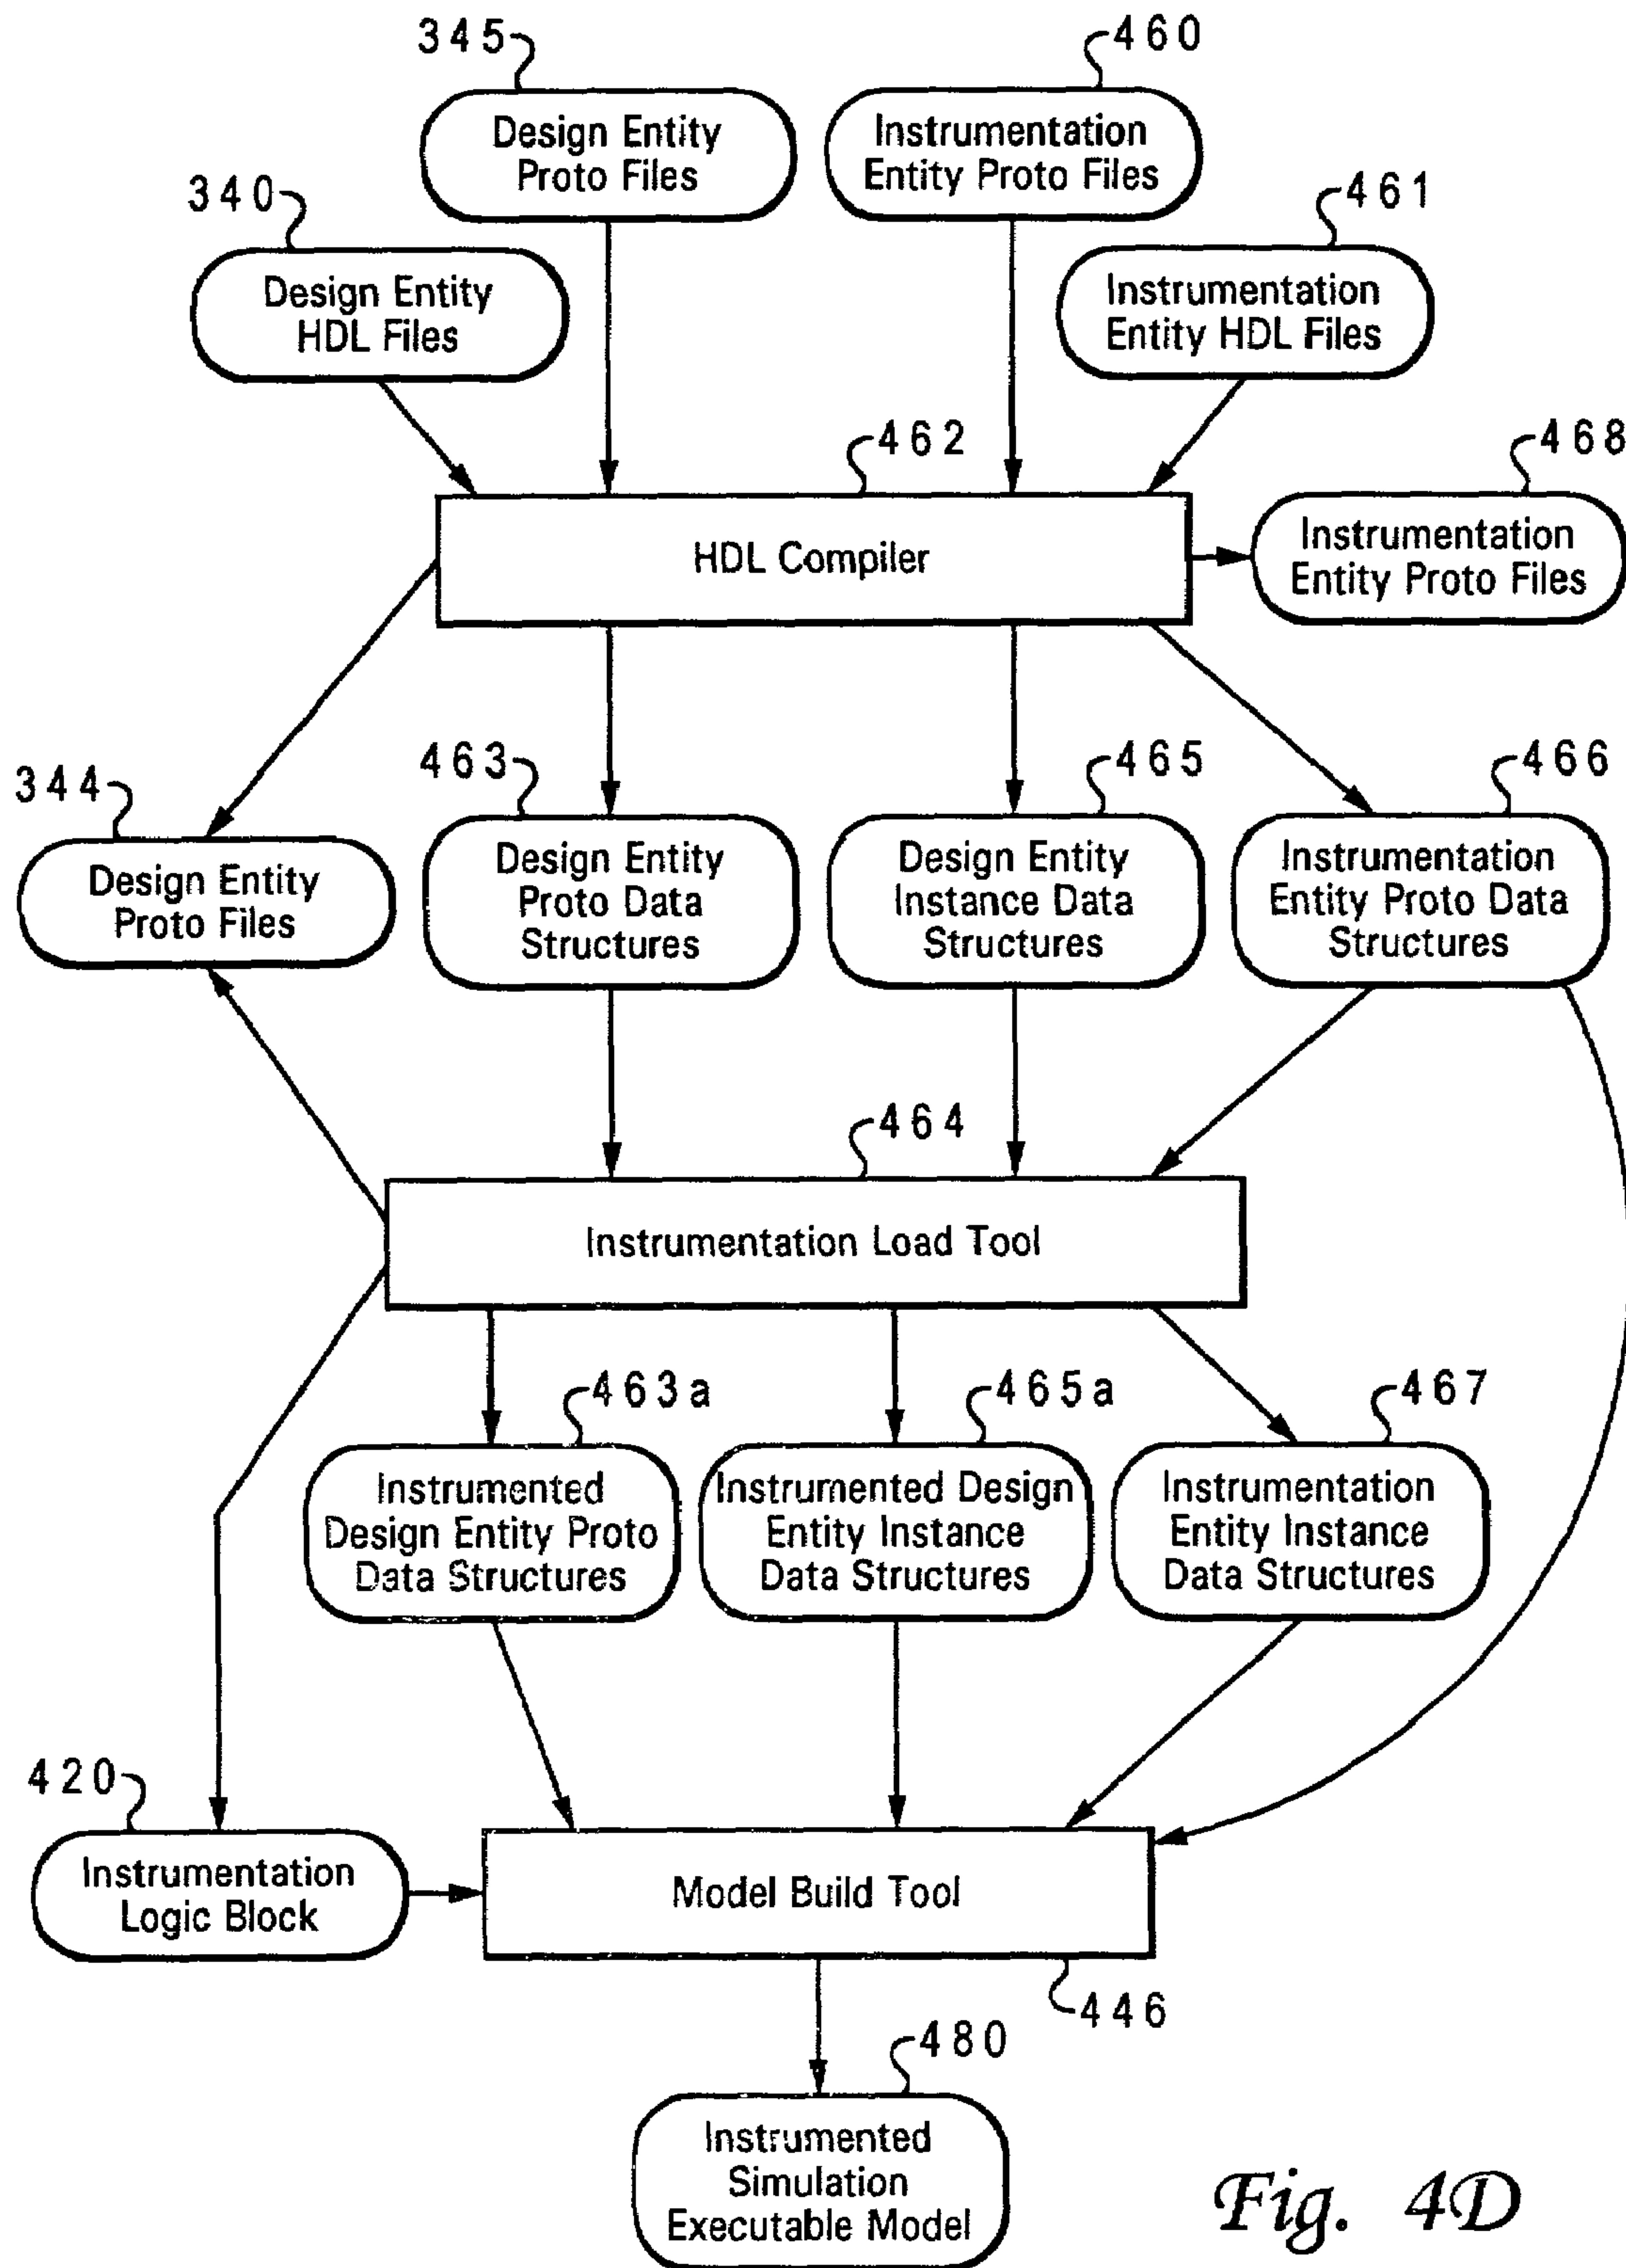 345
460
Design Entity
Proto Files
Instrumentation
Entity Proto Files
340
461
Design Entity
HDL Files
Instrumentation
Entity HDL Files
462
468
HDL Compiler
Instrumentation
Entity Proto Files
463
465
466
344
Design Entity
Proto Files
Design Entity
Proto Data
Structures
Design Entity
Instance Data
Structures
Instrumentation
Entity Proto Data
Structures
464
Instrumentation Load Tool
463a
465a
467
Instrumented
Design Entity Proto
Data Structures
Instrumented Design
Entity Instance
Data Structures
Instrumentation
Entity Instance
Data Structures
420
Instrumentation
Logic Block
Model Build Tool
446
480
Instrumented
Simulation
Executable Model
Fig. 4D